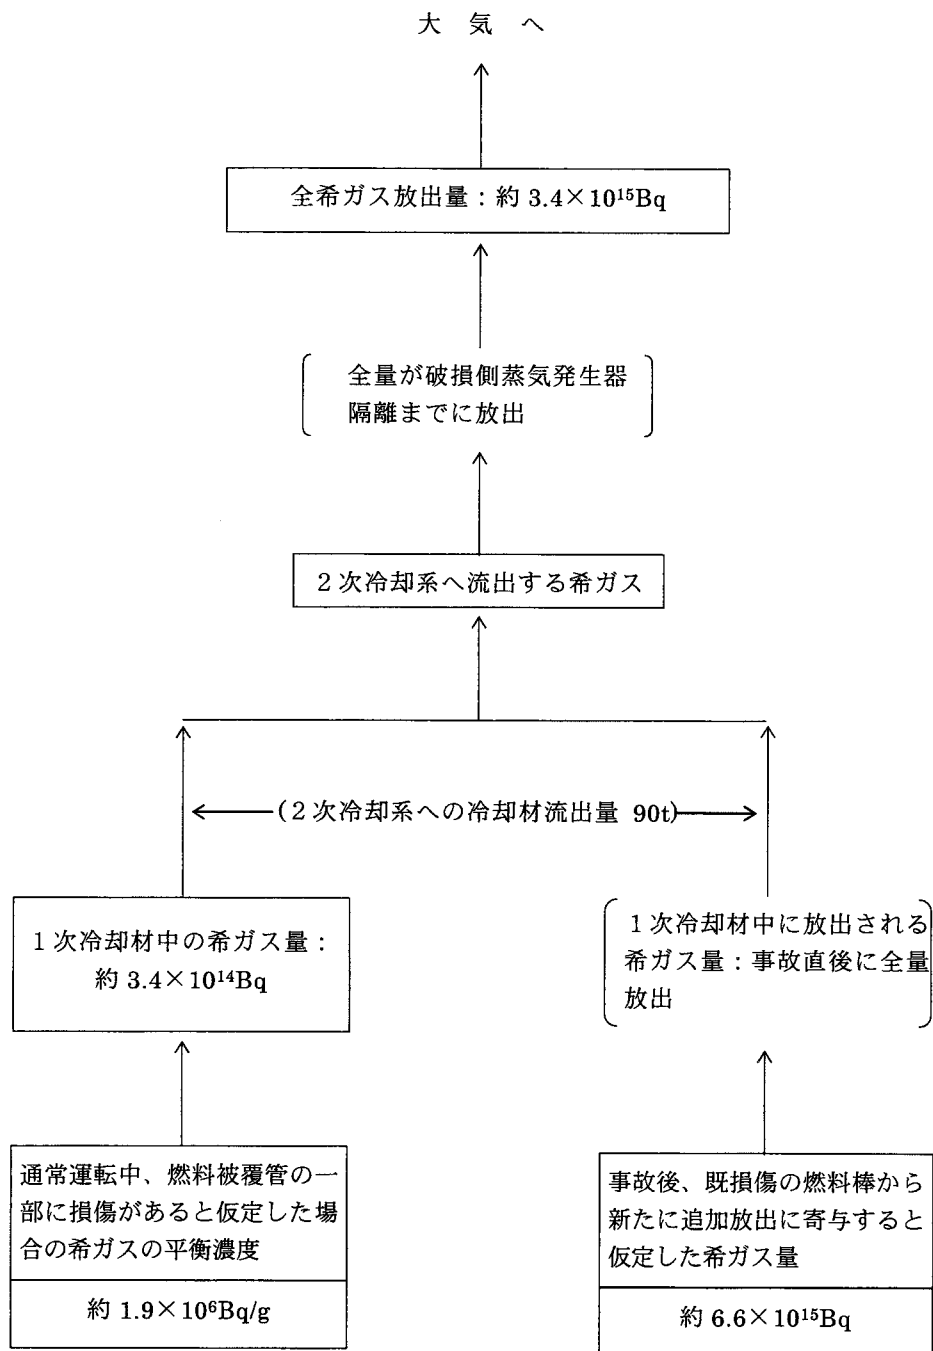 大 気 へ
全希ガス放出量：約 3.4×10¹⁵Bq
全量が破損側蒸気発生器
隔離までに放出
２次冷却系へ流出する希ガス
(２次冷却系への冷却材流出量 90t)
１次冷却材中の希ガス量：
約 3.4×10¹⁴Bq
１次冷却材中に放出される
希ガス量：事故直後に全量
放出
通常運転中、燃料被覆管の一
部に損傷があると仮定した場
合の希ガスの平衡濃度
約 1.9×10⁶Bq/g
事故後、既損傷の燃料棒から
新たに追加放出に寄与すると
仮定した希ガス量
約 6.6×10¹⁵Bq